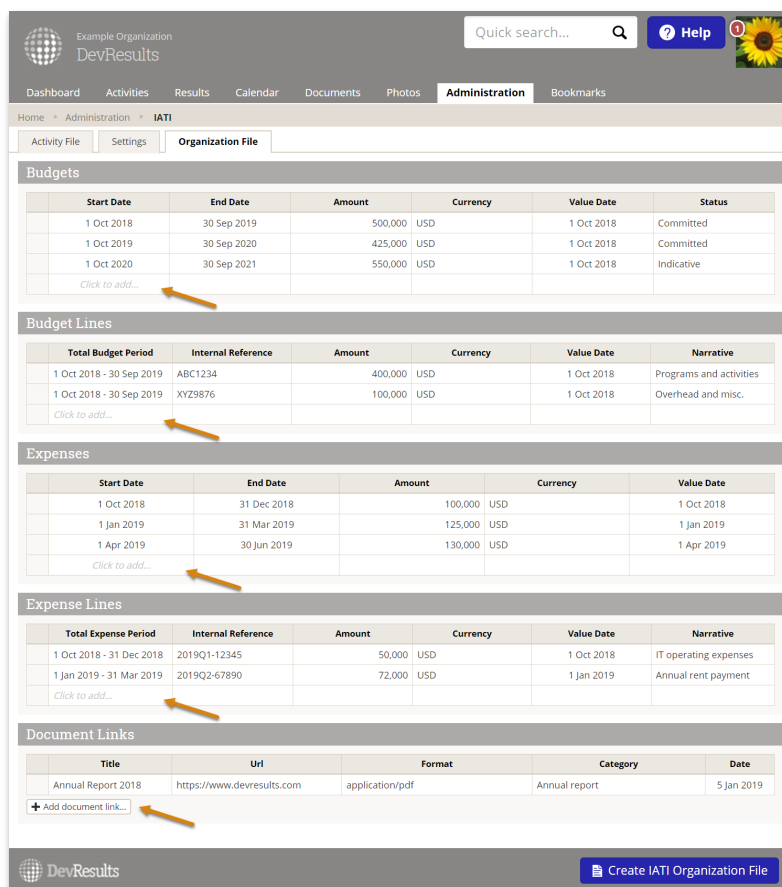 Example Organization
DevResults
Quick search...
Help
1
Dashboard Activities Results Calendar Documents Photos Administration Bookmarks
Home Administration IATI
Activity File Settings Organization File
Budgets
Start Date End Date Amount Currency Value Date Status
1 Oct 2018 30 Sep 2019 500,000 USD 1 Oct 2018 Committed
1 Oct 2019 30 Sep 2020 425,000 USD 1 Oct 2018 Committed
1 Oct 2020 30 Sep 2021 550,000 USD 1 Oct 2018 Indicative
Click to add...
Budget Lines
Total Budget Period Internal Reference Amount Currency Value Date Narrative
1 Oct 2018 - 30 Sep 2019 ABC1234 400,000 USD 1 Oct 2018 Programs and activities
1 Oct 2018 - 30 Sep 2019 XYZ9876 100,000 USD 1 Oct 2018 Overhead and misc.
Click to add...
Expenses
Start Date End Date Amount Currency Value Date
1 Oct 2018 31 Dec 2018 100,000 USD 1 Oct 2018
1 Jan 2019 31 Mar 2019 125,000 USD 1 Jan 2019
1 Apr 2019 30 Jun 2019 130,000 USD 1 Apr 2019
Click to add...
Expense Lines
Total Expense Period Internal Reference Amount Currency Value Date Narrative
1 Oct 2018 - 31 Dec 2018 2019Q1-12345 50,000 USD 1 Oct 2018 IT operating expenses
1 Jan 2019 - 31 Mar 2019 2019Q2-67890 72,000 USD 1 Jan 2019 Annual rent payment
Click to add...
Document Links
Title Url Format Category Date
Annual Report 2018 https://www.devresults.com application/pdf Annual report 5 Jan 2019
Add document link...
DevResults
Create IATI Organization File